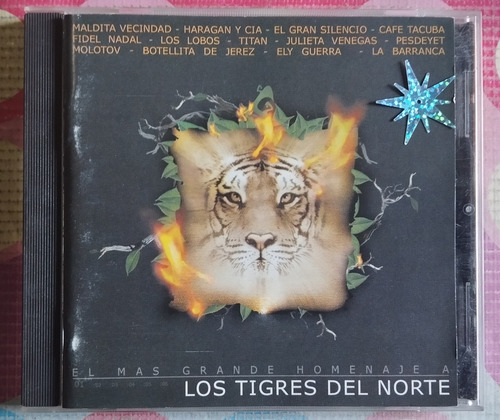 MALDITA VECINDAD - HARAGAN Y CIA - EL GRAN SILENCIO - CAFE TACUBA
FIDEL NADAL - LOS LOBOS - TITAN - JULIETA VENEGAS - PESDEYET
MOLOTOV - BOTELLITA DE JEREZ - ELY GUERRA - LA BARRANCA
EL MAS GRANDE HOMENAJE A
01
LOS TIGRES DEL NORTE